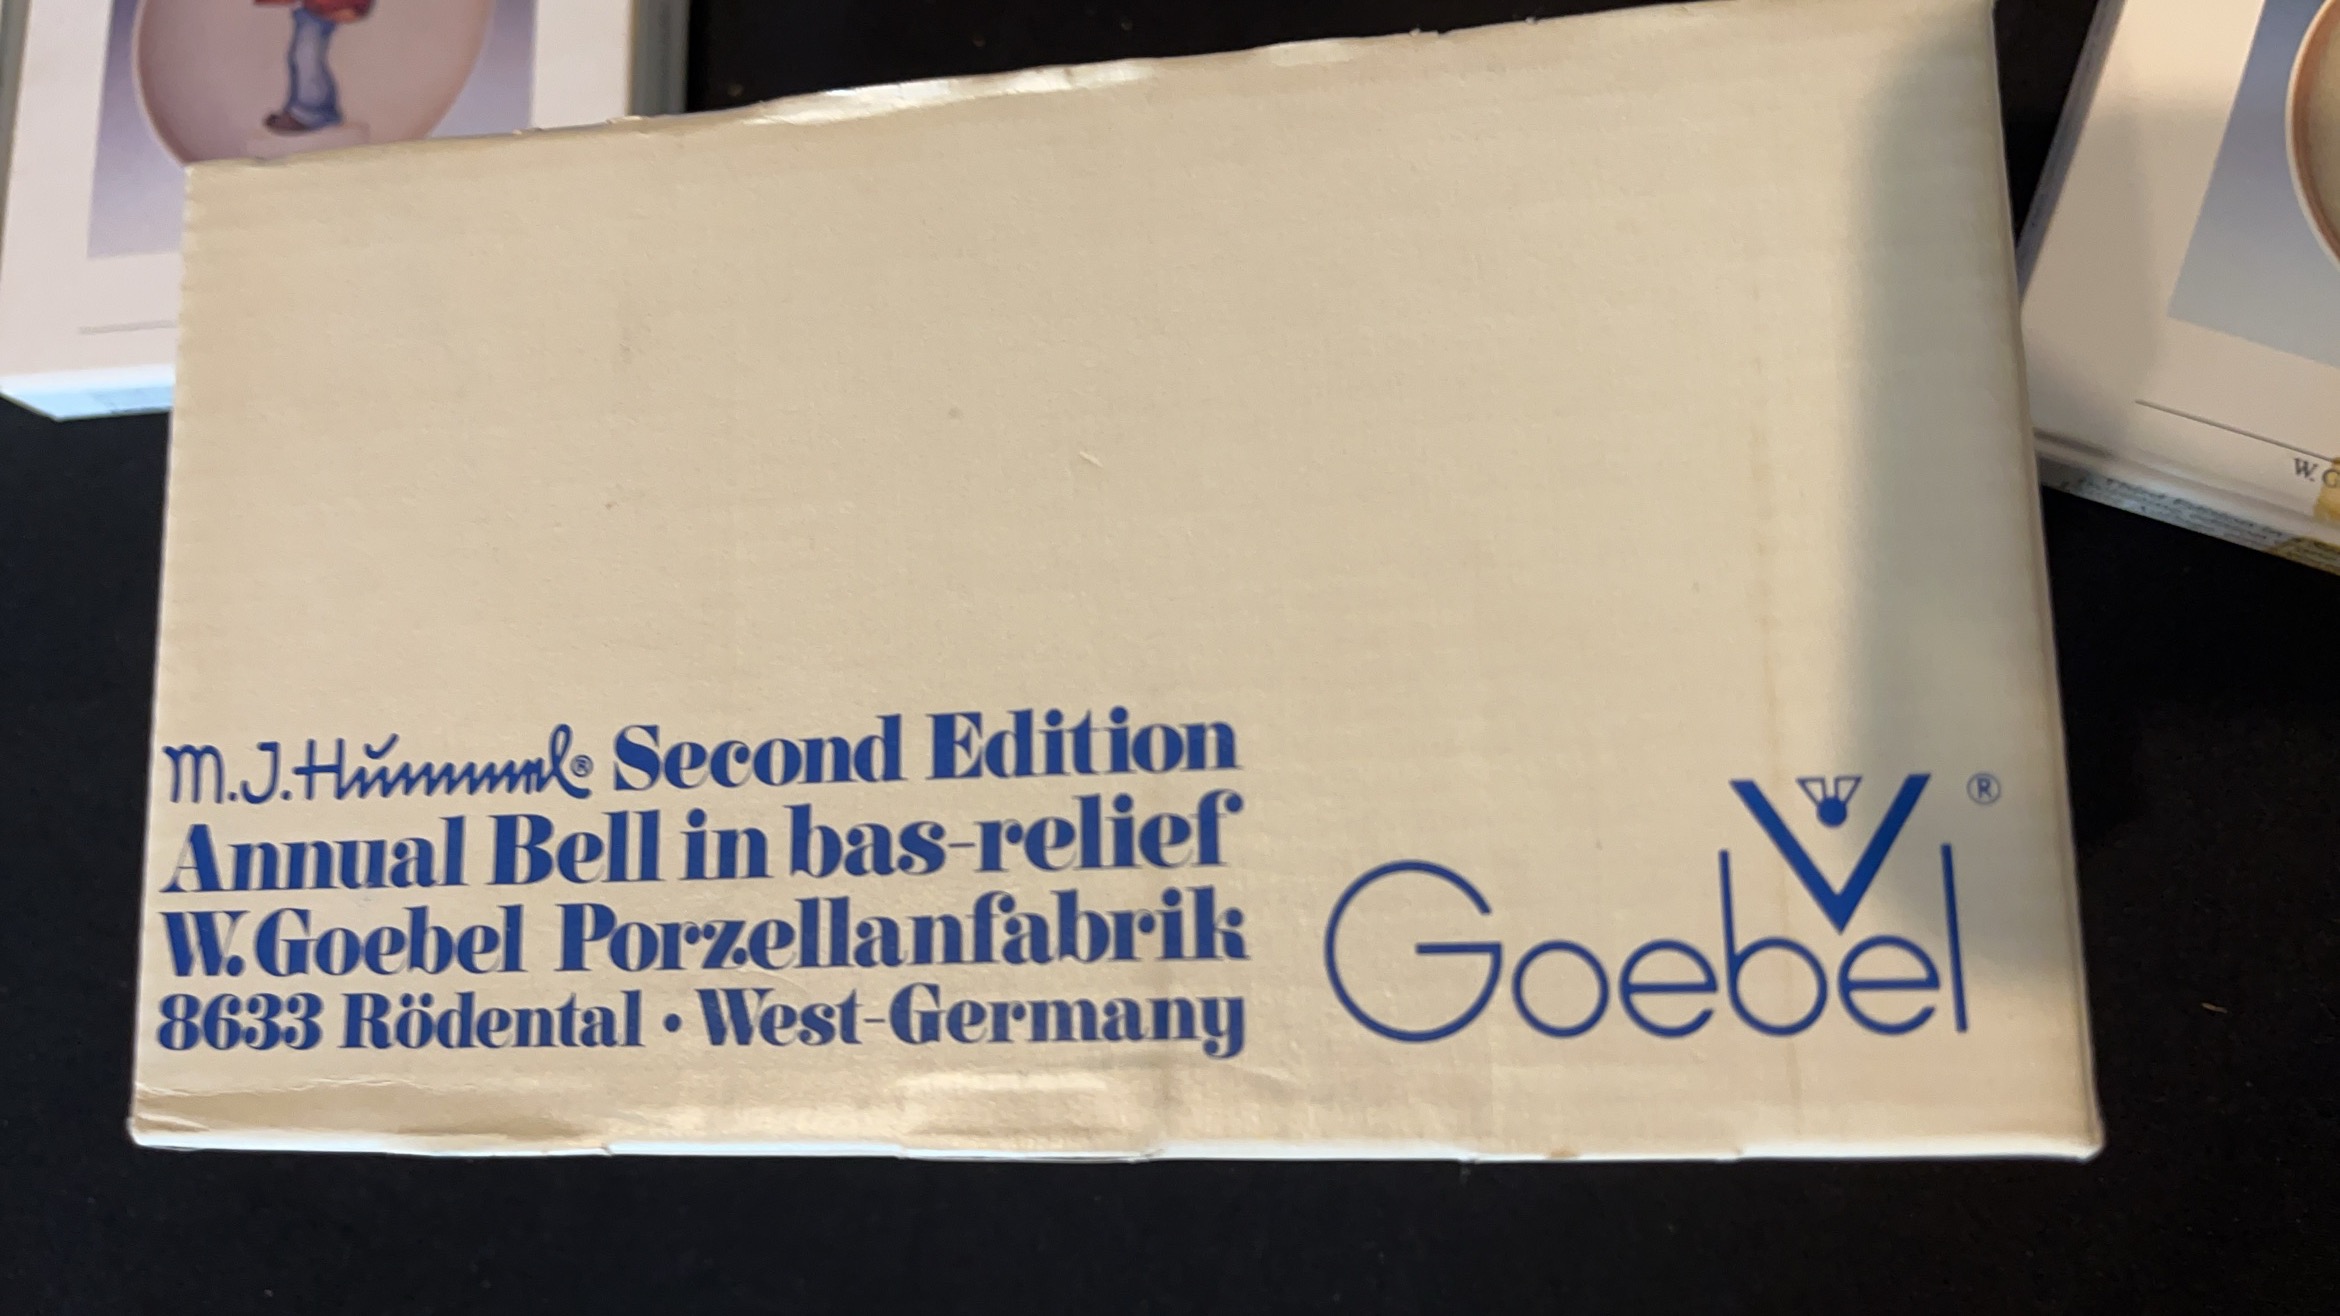 M.J.Hummel® Second Edition
Annual Bell in bas-relief
W. Goebel Porzellanfabrik
8633 Rödental • West-Germany
Goebel ®
W. G